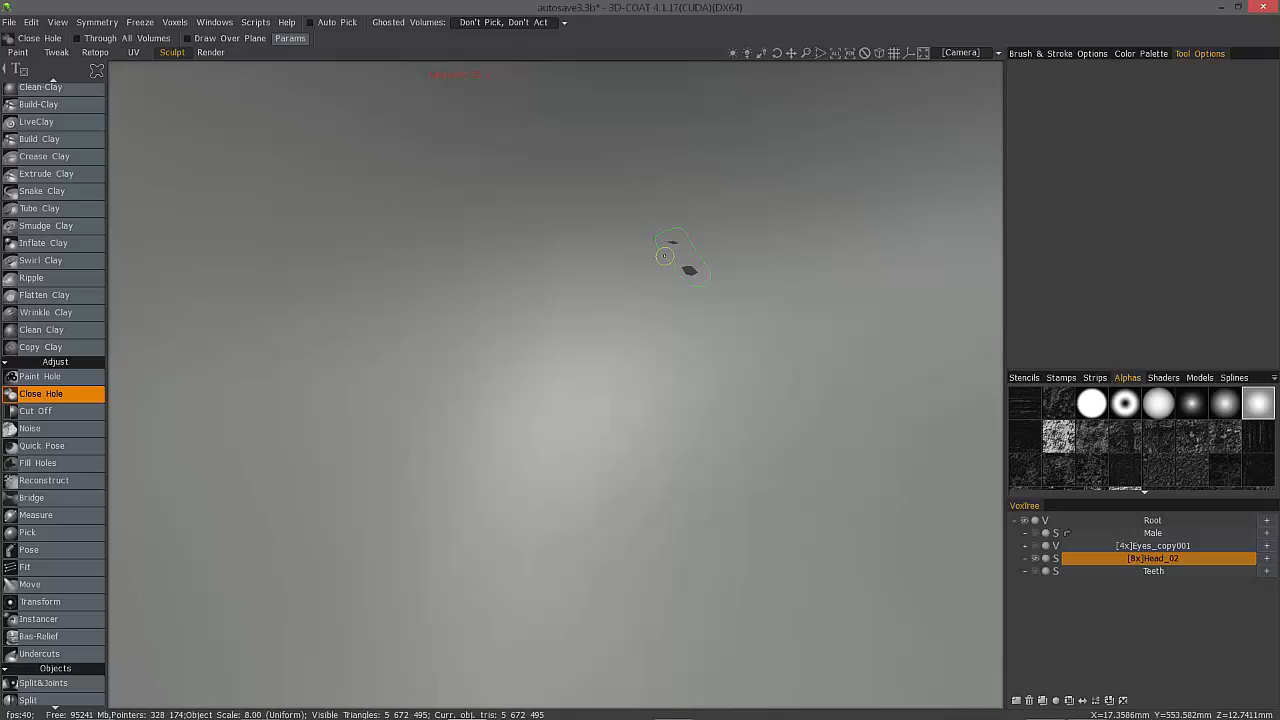 autosave3.3b* - 3D-COAT 4.1.17(CUDA)(DX64)
File Edit View Symmetry Freeze Voxels Windows Scripts Help Auto Pick Ghosted Volumes: Don't Pick, Don't Act
Close Hole Through All Volumes Draw Over Plane Params
Paint Tweak Retopo UV Sculpt Render [Camera] Brush & Stroke Options Color Palette Tool Options
Clean-Clay
Build-Clay
LiveClay
Build Clay
Crease Clay
Extrude Clay
Snake Clay
Tube Clay
Smudge Clay
Inflate Clay
Swirl Clay
Ripple
Flatten Clay
Wrinkle Clay
Clean Clay
Copy Clay
Adjust
Paint Hole
Close Hole
Cut Off
Noise
Quick Pose
Fill Holes
Reconstruct
Bridge
Measure
Pick
Pose
Fit
Move
Transform
Instancer
Bas-Relief
Undercuts
Objects
Split&Joints
Split
Stencils Stamps Strips Alphas Shaders Models Splines
VoxTree
V Root
S Male
V [4x]Eyes_copy001
S [8x]Head_02
S Teeth
fps:40; Free: 95241 Mb,Pointers: 328 174;Object Scale: 8.00 (Uniform); Visible Triangles: 5 672 495; Curr. obj. tris: 5 672 495 X=17.3586mm Y=553.582mm Z=12.7411mm